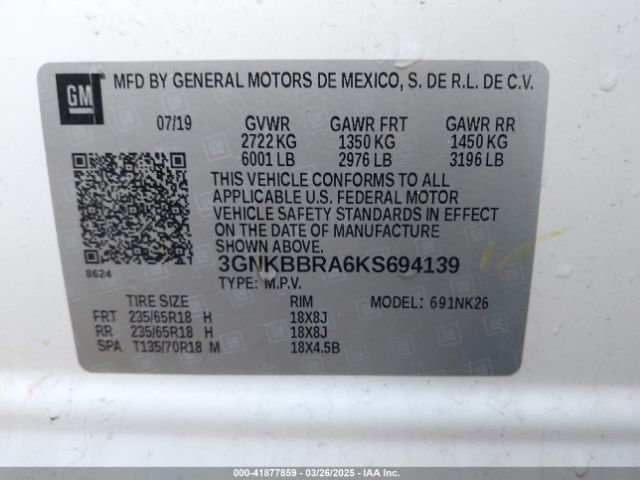 GM MFD BY GENERAL MOTORS DE MEXICO, S. DE R.L. DE C.V.
07/19 GVWR GAWR FRT GAWR RR
2722 KG 1350 KG 1450 KG
6001 LB 2976 LB 3196 LB
THIS VEHICLE CONFORMS TO ALL
APPLICABLE U.S. FEDERAL MOTOR
VEHICLE SAFETY STANDARDS IN EFFECT
ON THE DATE OF MANUFACTURE
SHOWN ABOVE.
3GNKBBRA6KS694139
8624
TYPE: M.P.V.
TIRE SIZE RIM MODEL: 691NK26
FRT 235/65R18 H 18X8J
RR 235/65R18 H 18X8J
SPA T135/70R18 M 18X4.5B
000-41877859 - 03/26/2025 - IAAI.COM